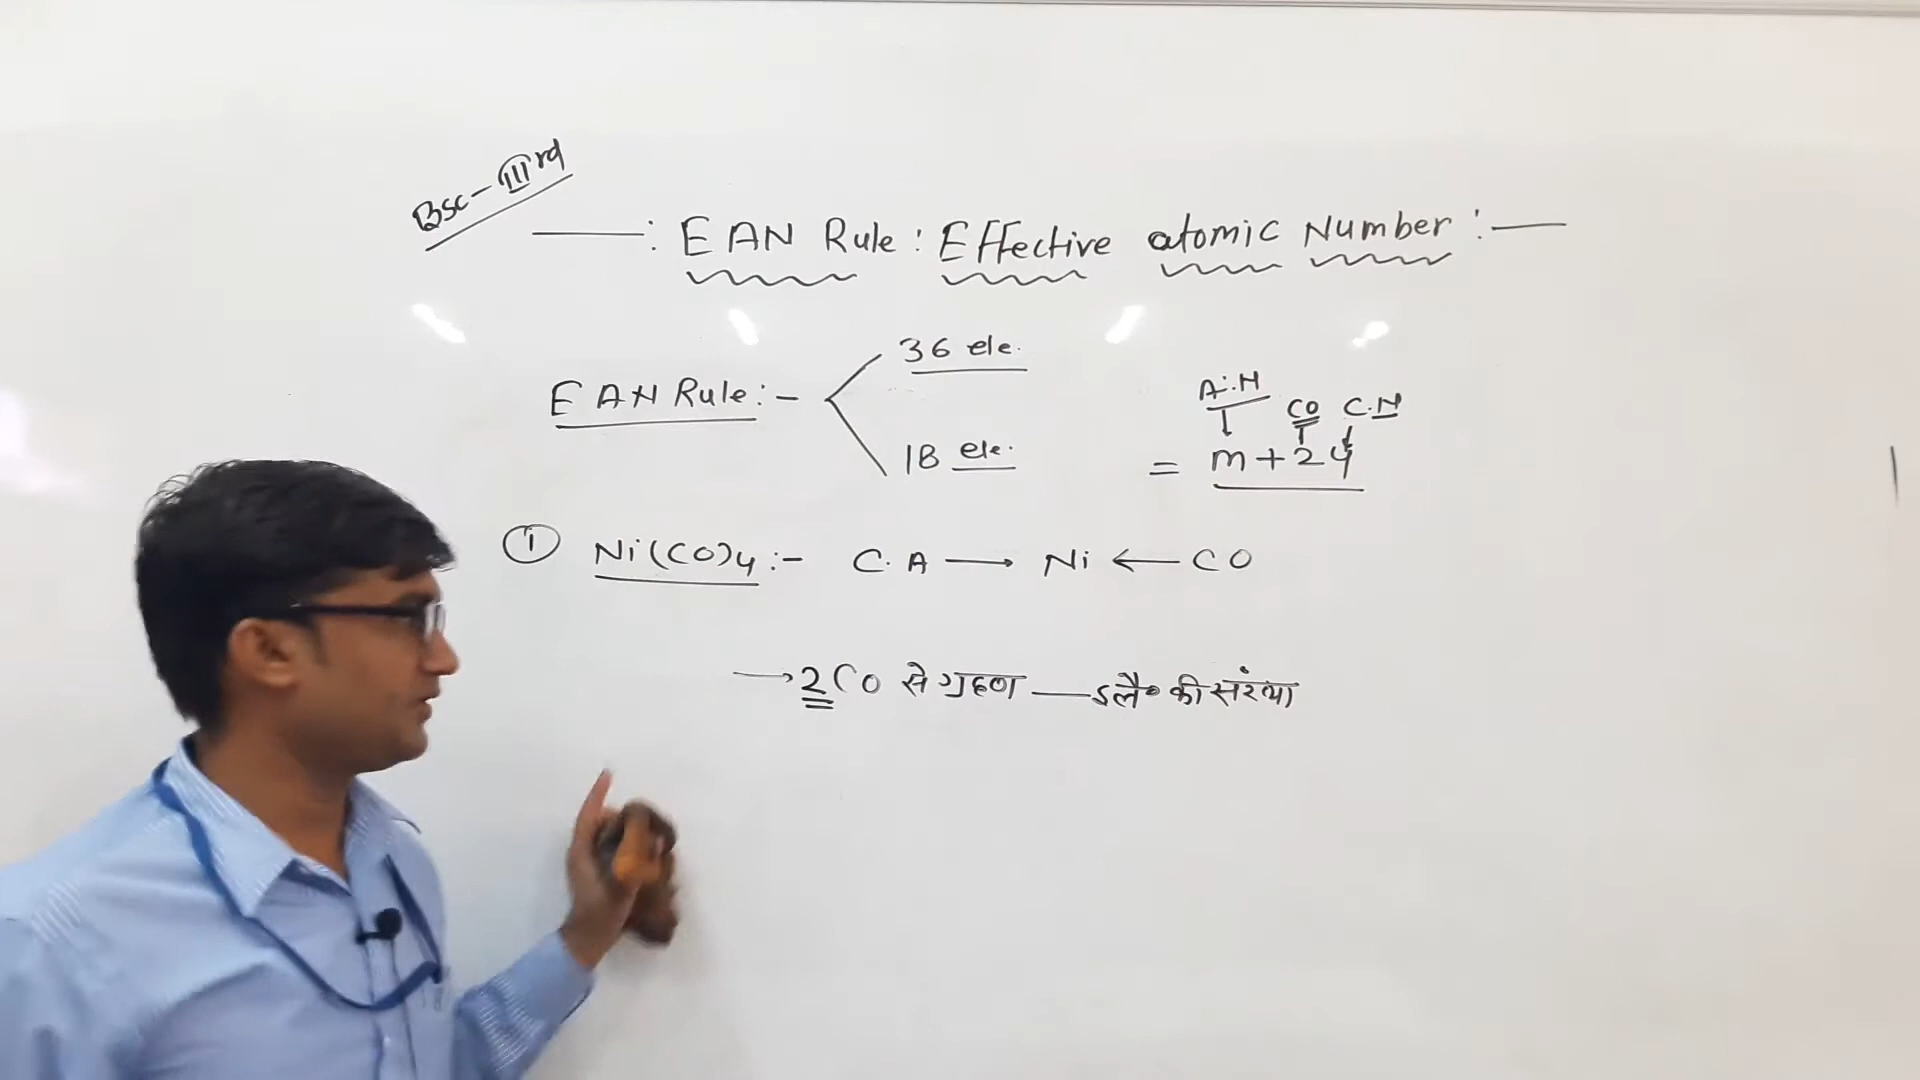 Bsc-IIIrd
: EAN Rule : Effective atomic Number :
36 ele.
EAN Rule :-
18 ele.
A.N CO C.N
= m+2y
① Ni(CO)4 :- C.A → Ni ← CO
→ 2 CO से ग्रहण — इलै० की संख्या